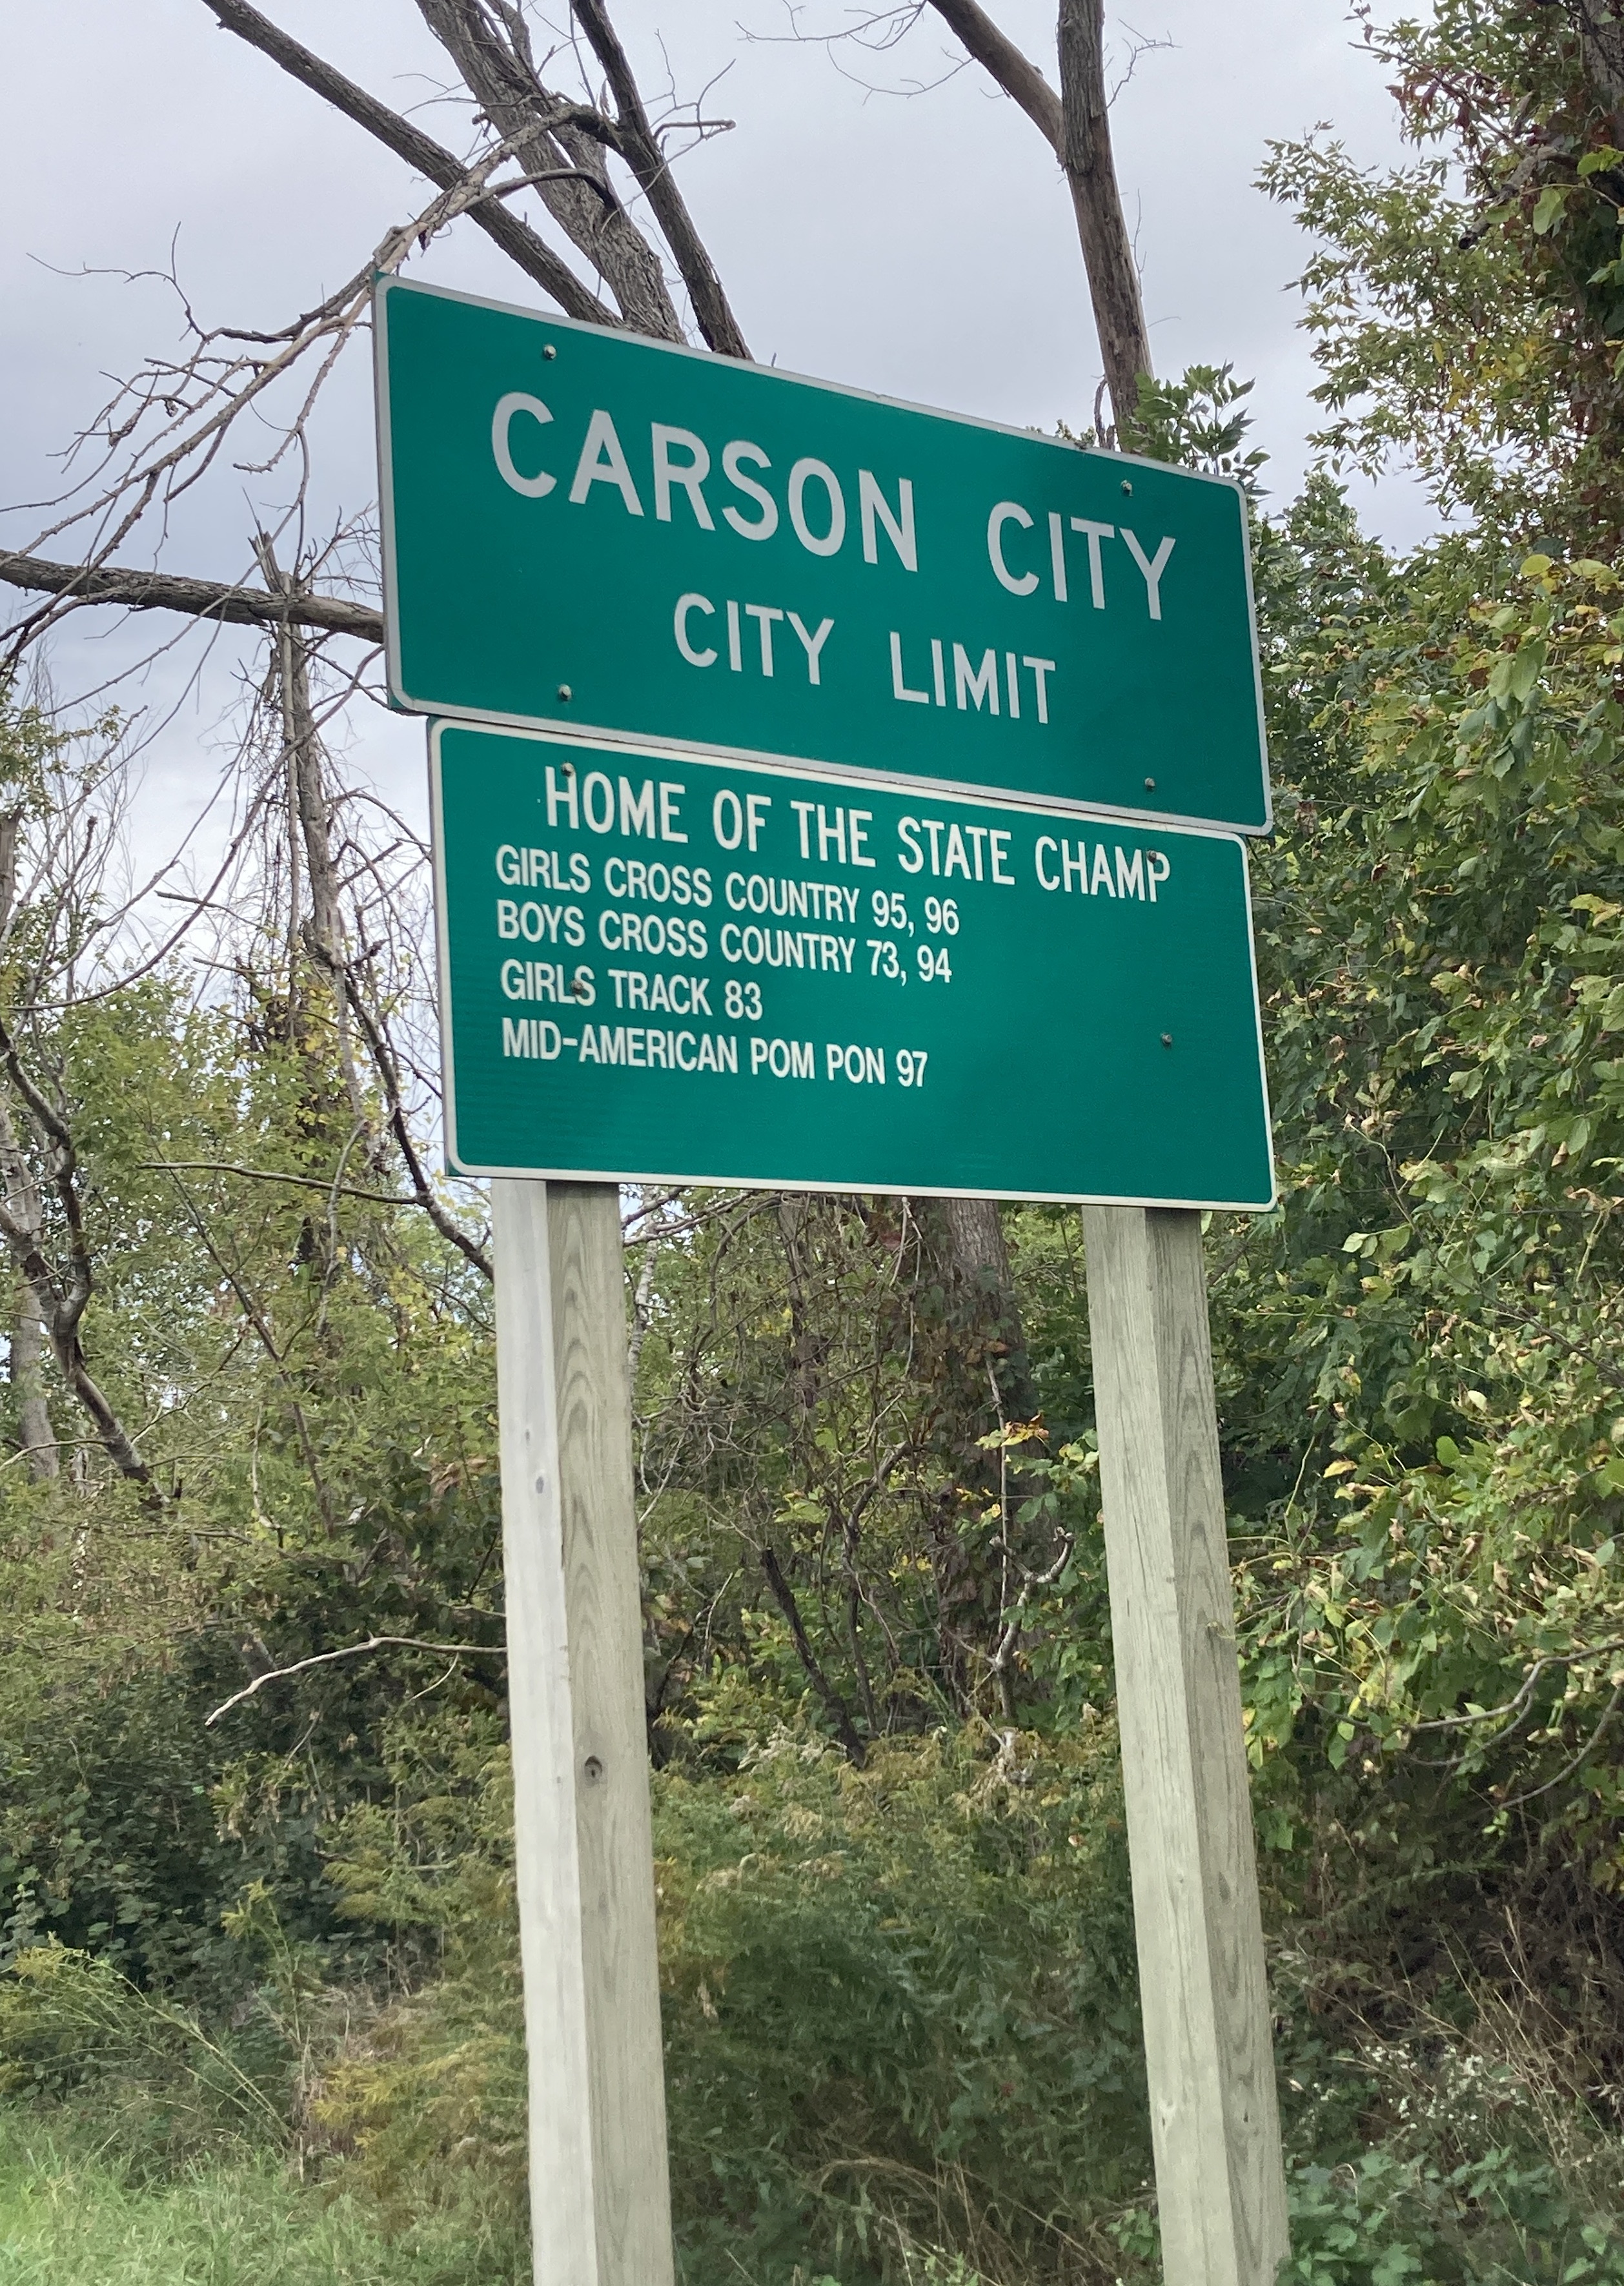 CARSON CITY
CITY LIMIT
HOME OF THE STATE CHAMP
GIRLS CROSS COUNTRY 95, 96
BOYS CROSS COUNTRY 73, 94
GIRLS TRACK 83
MID-AMERICAN POM PON 97